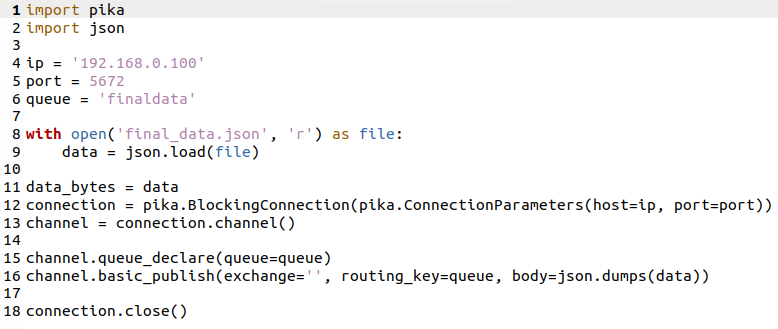 1 import pika
2 import json
3
4 ip = '192.168.0.100'
5 port = 5672
6 queue = 'finaldata'
7
8 with open('final_data.json', 'r') as file:
9     data = json.load(file)
10
11 data_bytes = data
12 connection = pika.BlockingConnection(pika.ConnectionParameters(host=ip, port=port))
13 channel = connection.channel()
14
15 channel.queue_declare(queue=queue)
16 channel.basic_publish(exchange='', routing_key=queue, body=json.dumps(data))
17
18 connection.close()